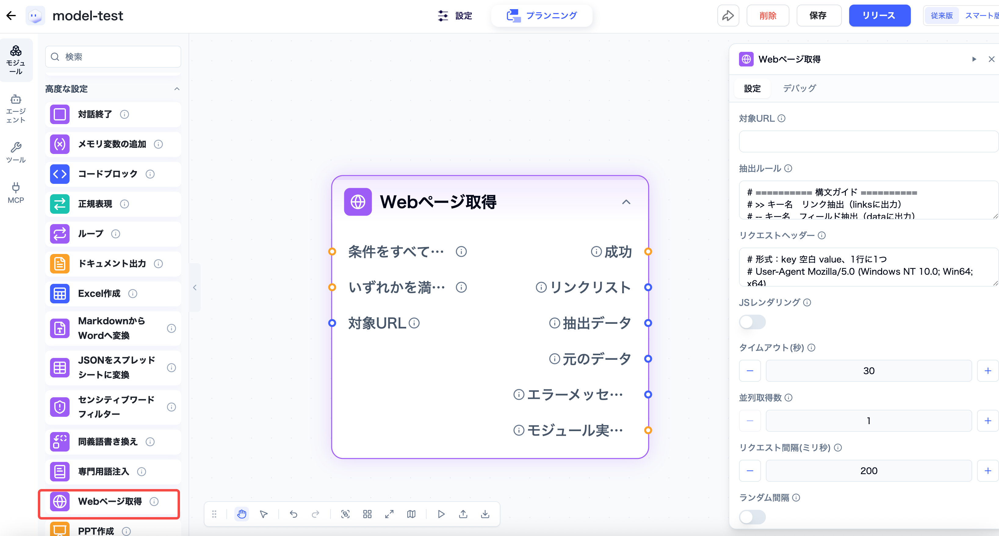 model-test
設定
プランニング
削除
保存
リリース
従来版
スマート版
モジュ
ール
エージ
ェント
ツール
MCP
検索
高度な設定
対話終了
メモリ変数の追加
コードブロック
正規表現
ループ
ドキュメント出力
Excel作成
Markdownから
Wordへ変換
JSONをスプレッド
シートに変換
センシティブワード
フィルター
同義語書き換え
専門用語注入
Webページ取得
PPT作成
Webページ取得
条件をすべて…
成功
いずれかを満…
リンクリスト
対象URL
抽出データ
元のデータ
エラーメッセ…
モジュール実…
Webページ取得
設定
デバッグ
対象URL
抽出ルール
# ========== 構文ガイド ==========
# >> キー名　リンク抽出（linksに出力）
# -- キー名　フィールド抽出（dataに出力）
リクエストヘッダー
# 形式：key 空白 value、1行に1つ
# User-Agent Mozilla/5.0 (Windows NT 10.0; Win64;
x64)
JSレンダリング
タイムアウト(秒)
30
並列取得数
1
リクエスト間隔(ミリ秒)
200
ランダム間隔